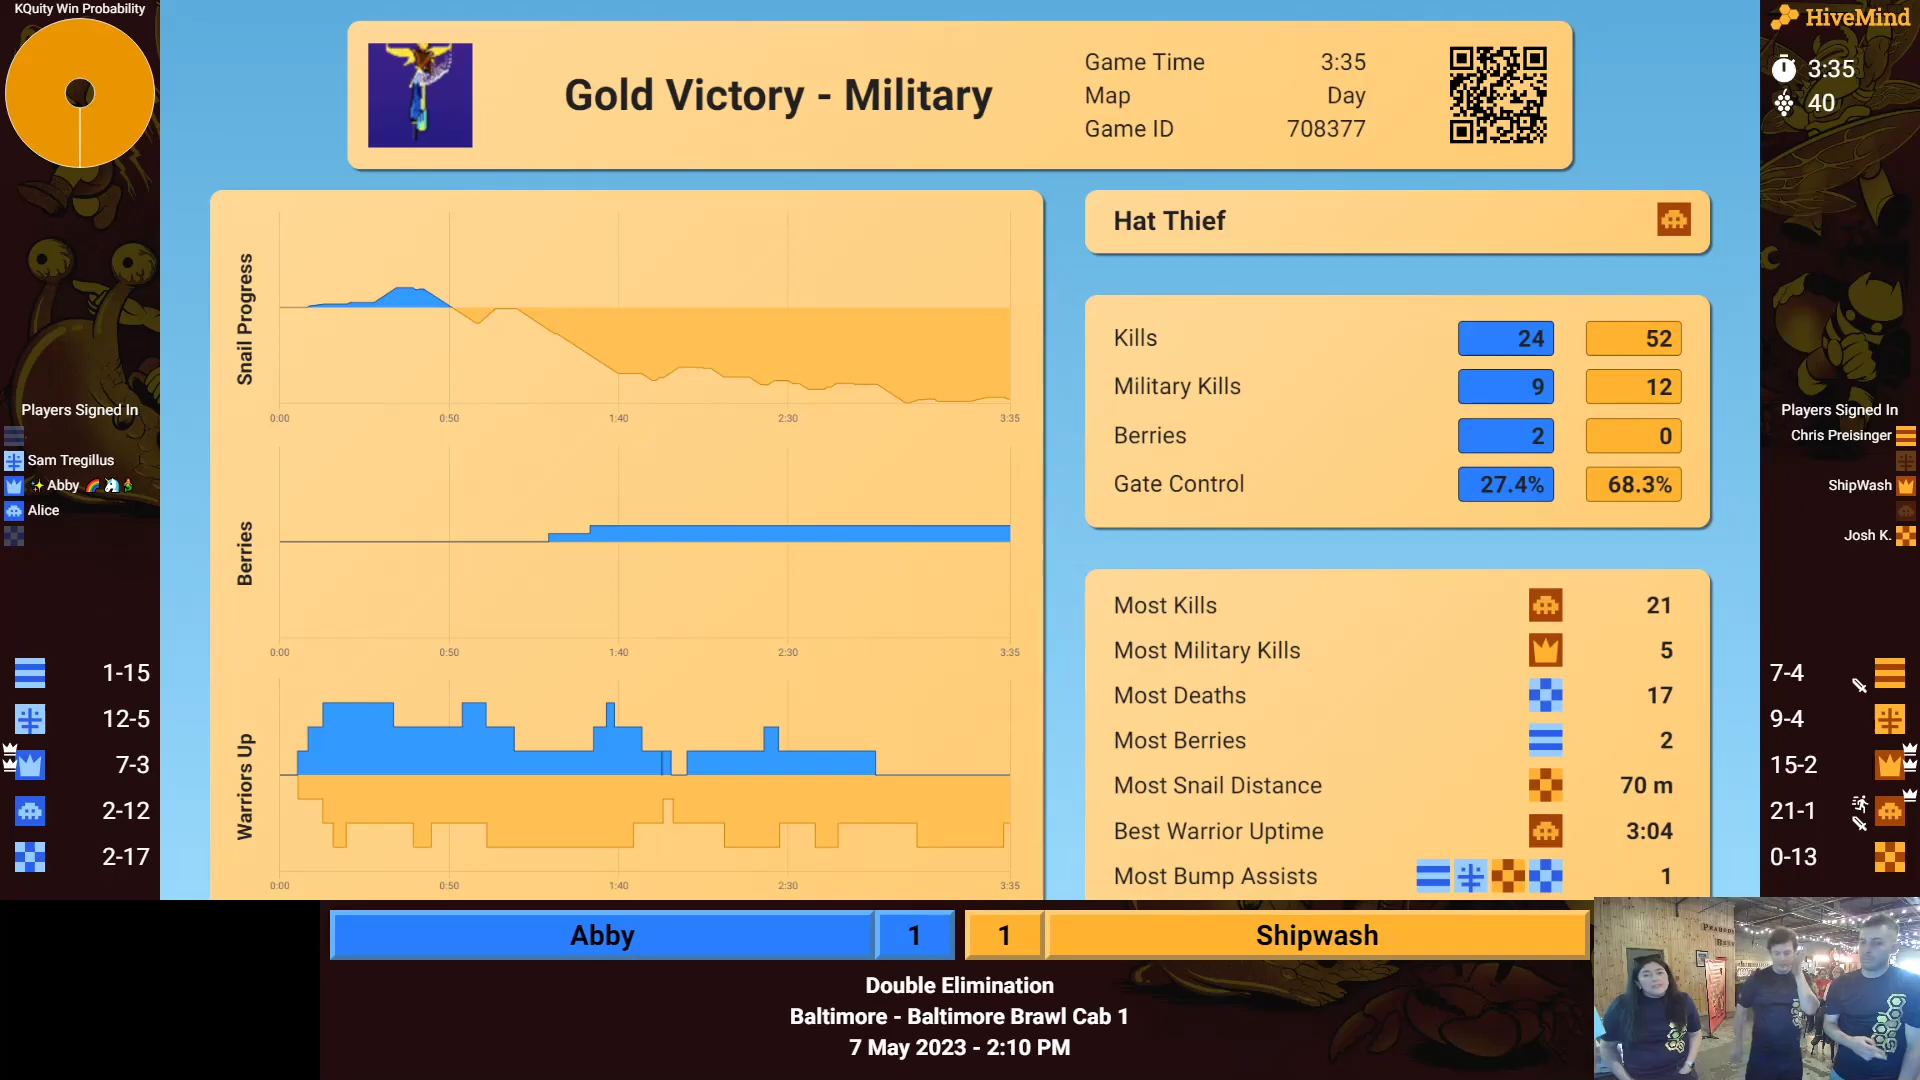 KQuity Win Probability
HiveMind
3:35
40
Gold Victory - Military
Game Time 3:35
Map Day
Game ID 708377
Snail Progress
0:00 0:50 1:40 2:30 3:35
Berries
0:00 0:50 1:40 2:30 3:35
Warriors Up
0:00 0:50 1:40 2:30 3:35
Hat Thief
Kills 24 52
Military Kills 9 12
Berries 2 0
Gate Control 27.4% 68.3%
Most Kills 21
Most Military Kills 5
Most Deaths 17
Most Berries 2
Most Snail Distance 70 m
Best Warrior Uptime 3:04
Most Bump Assists 1
Players Signed In
Sam Tregillus
✨Abby 🌈🦄🧜
Alice
1-15
12-5
7-3
2-12
2-17
Players Signed In
Chris Preisinger
ShipWash
Josh K.
7-4
9-4
15-2
21-1
0-13
Abby 1 1 Shipwash
Double Elimination
Baltimore - Baltimore Brawl Cab 1
7 May 2023 - 2:10 PM